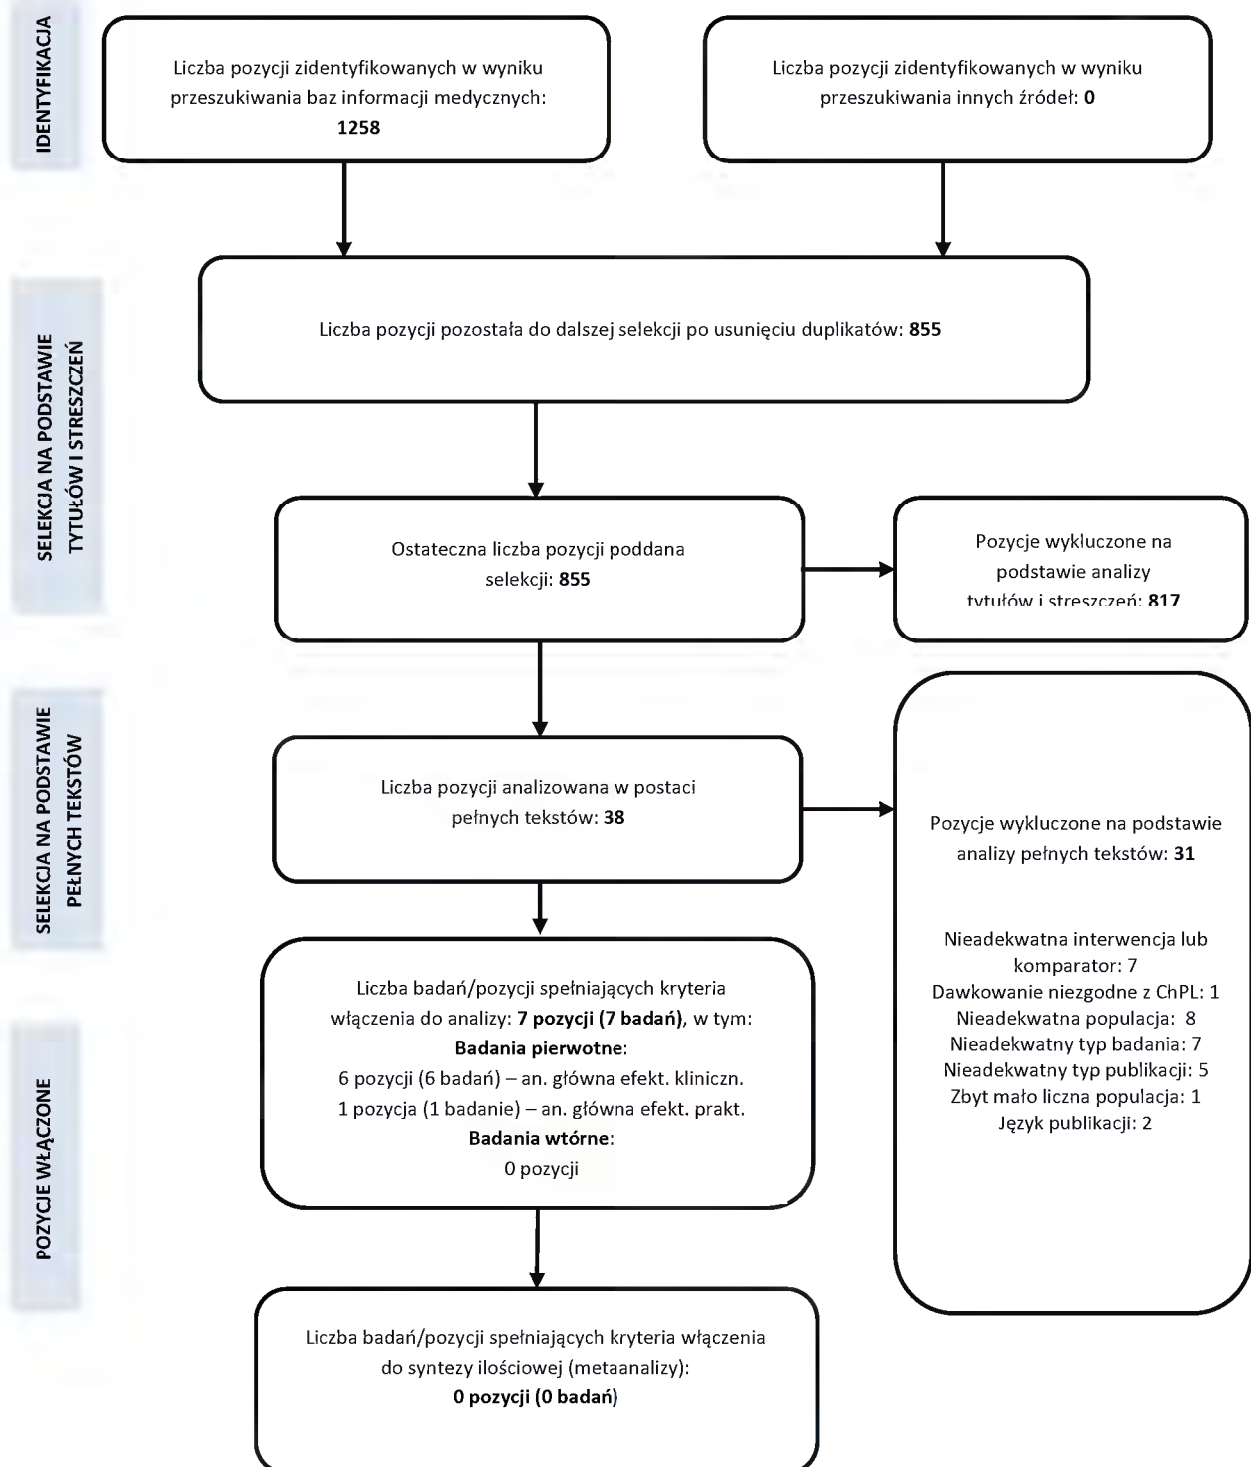 IDENTYFIKACJA
Liczba pozycji zidentyfikowanych w wyniku
przeszukiwania baz informacji medycznych:
1258
Liczba pozycji zidentyfikowanych w wyniku
przeszukiwania innych źródeł: 0
SELEKCJA NA PODSTAWIE
TYTUŁÓW I STRESZCZEŃ
Liczba pozycji pozostała do dalszej selekcji po usunięciu duplikatów: 855
Ostateczna liczba pozycji poddana
selekcji: 855
Pozycje wykluczone na
podstawie analizy
tytułów i streszczeń: 817
SELEKCJA NA PODSTAWIE
PEŁNYCH TEKSTÓW
Liczba pozycji analizowana w postaci
pełnych tekstów: 38
Pozycje wykluczone na podstawie
analizy pełnych tekstów: 31
Nieadekwatna interwencja lub
komparator: 7
Dawkowanie niezgodne z ChPL: 1
Nieadekwatna populacja: 8
Nieadekwatny typ badania: 7
Nieadekwatny typ publikacji: 5
Zbyt mało liczna populacja: 1
Język publikacji: 2
POZYCJE WŁĄCZONE
Liczba badań/pozycji spełniających kryteria
włączenia do analizy: 7 pozycji (7 badań), w tym:
Badania pierwotne:
6 pozycji (6 badań) – an. główna efekt. kliniczn.
1 pozycja (1 badanie) – an. główna efekt. prakt.
Badania wtórne:
0 pozycji
Liczba badań/pozycji spełniających kryteria włączenia
do syntezy ilościowej (metaanalizy):
0 pozycji (0 badań)